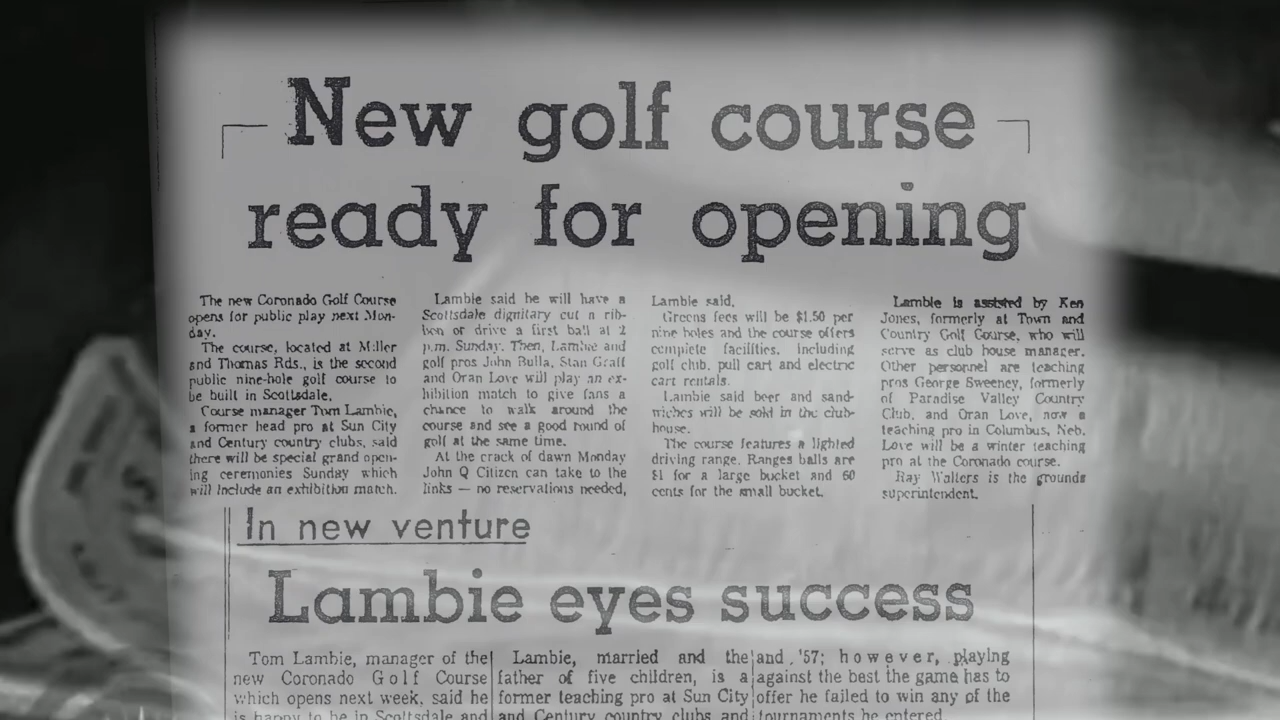 New golf course
ready for opening
The new Coronado Golf Course
opens for public play next Mon-
day.
The course, located at Miller
and Thomas Rds., is the second
public nine-hole golf course to
be built in Scottsdale.
Course manager Tom Lambie,
a former head pro at Sun City
and Century country clubs, said
there will be special grand open-
ing ceremonies Sunday which
will include an exhibition match.
Lambie said he will have a
Scottsdale dignitary cut a rib-
bon or drive a first ball at 2
p.m. Sunday. Then, Lambie and
golf pros John Bulla, Stan Graff
and Oran Love will play an ex-
hibition match to give fans a
chance to walk around the
course and see a good round of
golf at the same time.
At the crack of dawn Monday
John Q Citizen can take to the
links — no reservations needed,
Lambie said.
Greens fees will be $1.50 per
nine holes and the course offers
complete facilities, including
golf club, pull cart and electric
cart rentals.
Lambie said beer and sand-
wiches will be sold in the club-
house.
The course features a lighted
driving range. Ranges balls are
$1 for a large bucket and 60
cents for the small bucket.
Lambie is assisted by Ken
Jones, formerly at Town and
Country Golf Course, who will
serve as club house manager.
Other personnel are teaching
pros George Sweeney, formerly
of Paradise Valley Country
Club, and Oran Love, now a
teaching pro in Columbus, Neb.
Love will be a winter teaching
pro at the Coronado course.
Ray Walters is the grounds
superintendent.
In new venture
Lambie eyes success
Tom Lambie, manager of the
new Coronado Golf Course
which opens next week, said he
is happy to be in Scottsdale and
Lambie, married and the
father of five children, is a
former teaching pro at Sun City
and Century country clubs and
and '57; however, playing
against the best the game has to
offer he failed to win any of the
tournaments he entered.